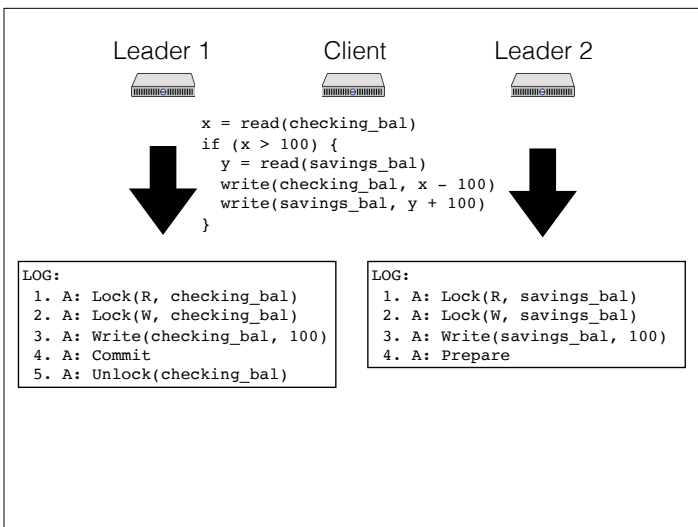 Leader 1 Client Leader 2
x = read(checking_bal)
if (x > 100) {
  y = read(savings_bal)
  write(checking_bal, x - 100)
  write(savings_bal, y + 100)
}
LOG:
1. A: Lock(R, checking_bal)
2. A: Lock(W, checking_bal)
3. A: Write(checking_bal, 100)
4. A: Commit
5. A: Unlock(checking_bal)
LOG:
1. A: Lock(R, savings_bal)
2. A: Lock(W, savings_bal)
3. A: Write(savings_bal, 100)
4. A: Prepare